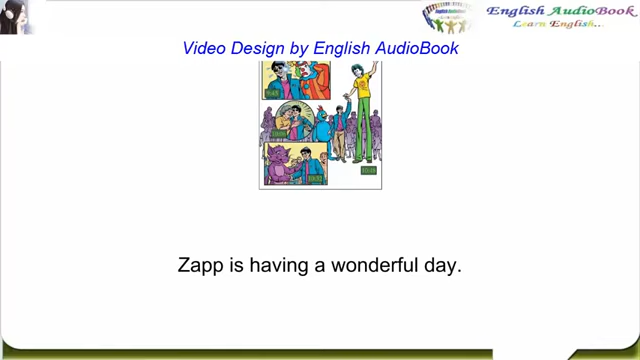 English AudioBook
Learn English...
Video Design by English AudioBook
Zapp is having a wonderful day.